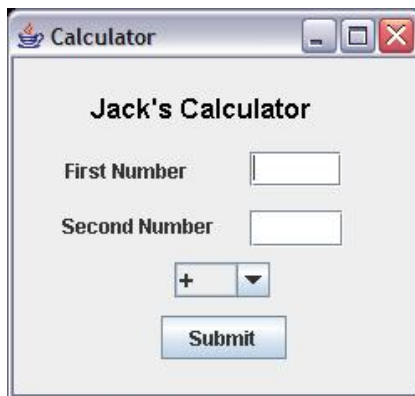 Calculator
Jack's Calculator
First Number
Second Number
+
Submit